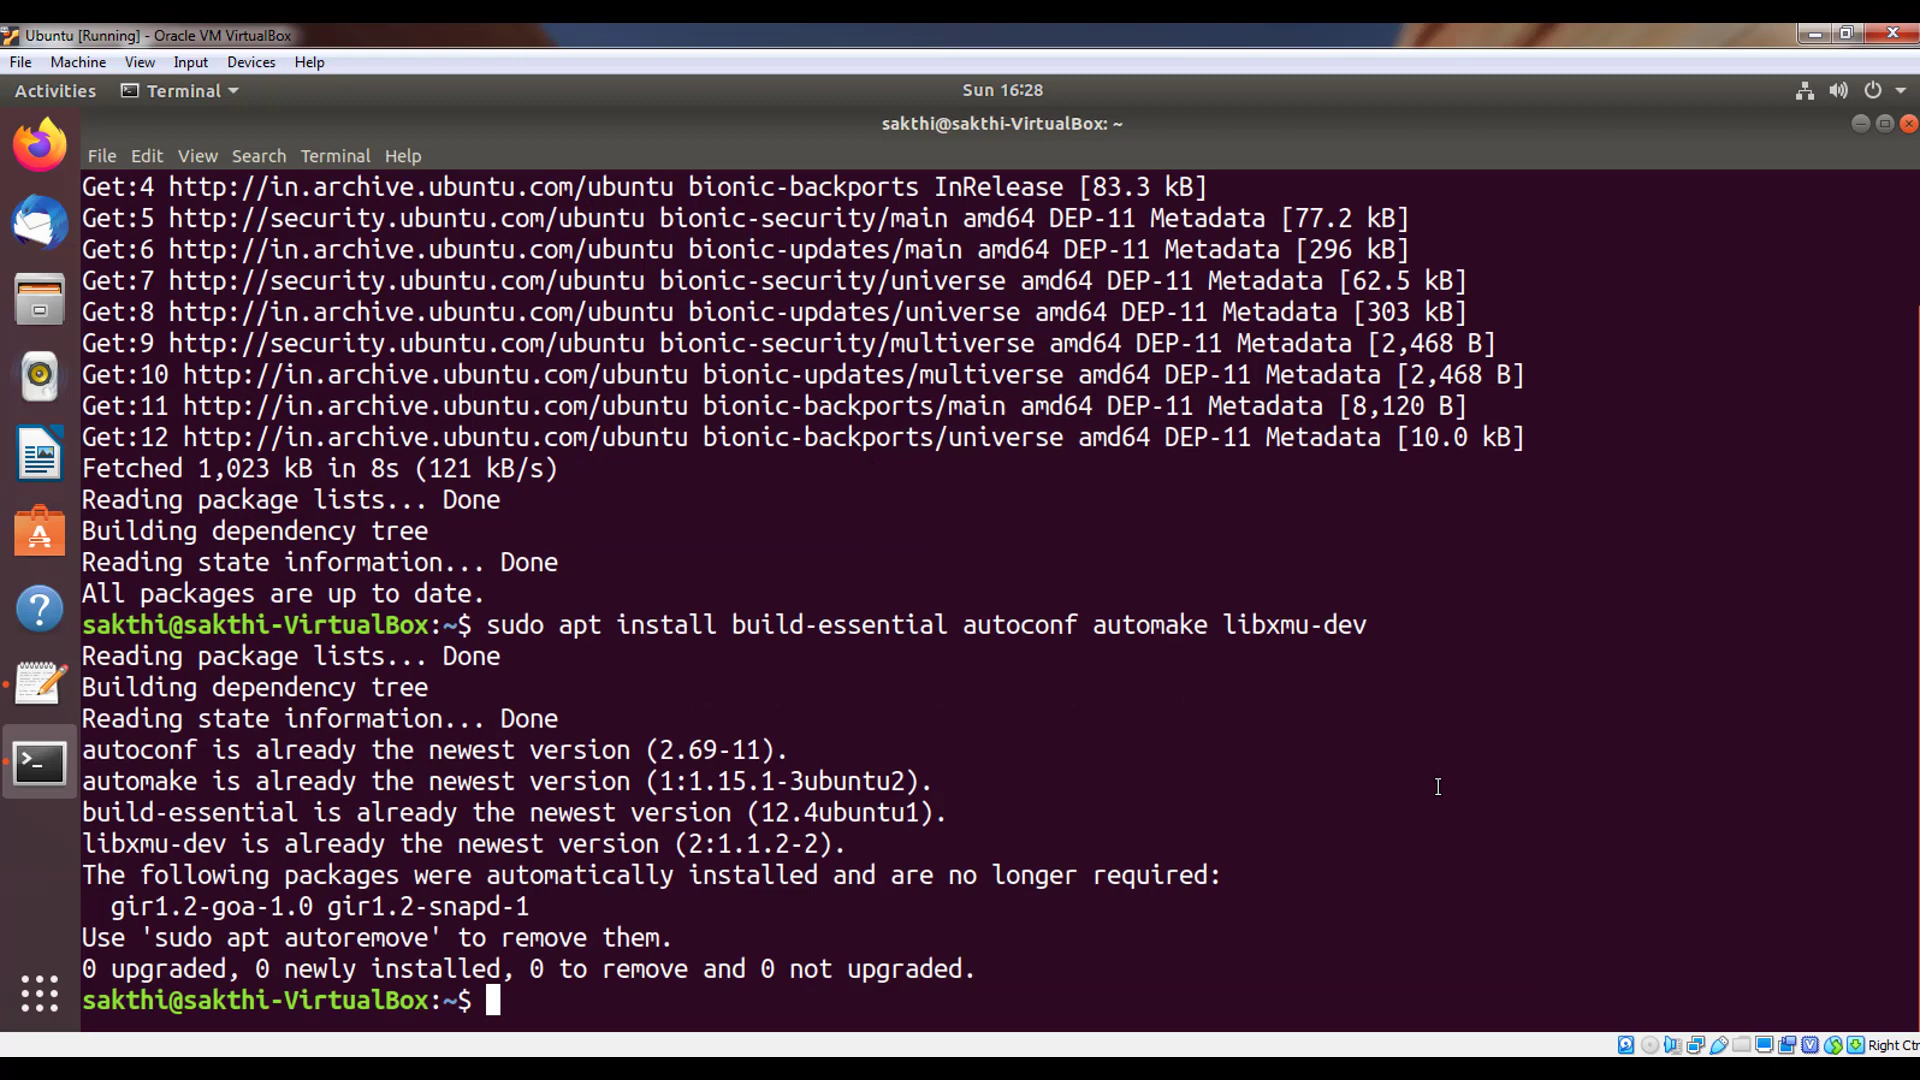 Ubuntu [Running] - Oracle VM VirtualBox
File Machine View Input Devices Help
Activities Terminal Sun 16:28
sakthi@sakthi-VirtualBox: ~
File Edit View Search Terminal Help
Get:4 http://in.archive.ubuntu.com/ubuntu bionic-backports InRelease [83.3 kB]
Get:5 http://security.ubuntu.com/ubuntu bionic-security/main amd64 DEP-11 Metadata [77.2 kB]
Get:6 http://in.archive.ubuntu.com/ubuntu bionic-updates/main amd64 DEP-11 Metadata [296 kB]
Get:7 http://security.ubuntu.com/ubuntu bionic-security/universe amd64 DEP-11 Metadata [62.5 kB]
Get:8 http://in.archive.ubuntu.com/ubuntu bionic-updates/universe amd64 DEP-11 Metadata [303 kB]
Get:9 http://security.ubuntu.com/ubuntu bionic-security/multiverse amd64 DEP-11 Metadata [2,468 B]
Get:10 http://in.archive.ubuntu.com/ubuntu bionic-updates/multiverse amd64 DEP-11 Metadata [2,468 B]
Get:11 http://in.archive.ubuntu.com/ubuntu bionic-backports/main amd64 DEP-11 Metadata [8,120 B]
Get:12 http://in.archive.ubuntu.com/ubuntu bionic-backports/universe amd64 DEP-11 Metadata [10.0 kB]
Fetched 1,023 kB in 8s (121 kB/s)
Reading package lists... Done
Building dependency tree
Reading state information... Done
All packages are up to date.
sakthi@sakthi-VirtualBox:~$ sudo apt install build-essential autoconf automake libxmu-dev
Reading package lists... Done
Building dependency tree
Reading state information... Done
autoconf is already the newest version (2.69-11).
automake is already the newest version (1:1.15.1-3ubuntu2).
build-essential is already the newest version (12.4ubuntu1).
libxmu-dev is already the newest version (2:1.1.2-2).
The following packages were automatically installed and are no longer required:
  gir1.2-goa-1.0 gir1.2-snapd-1
Use 'sudo apt autoremove' to remove them.
0 upgraded, 0 newly installed, 0 to remove and 0 not upgraded.
sakthi@sakthi-VirtualBox:~$
Right Ctr